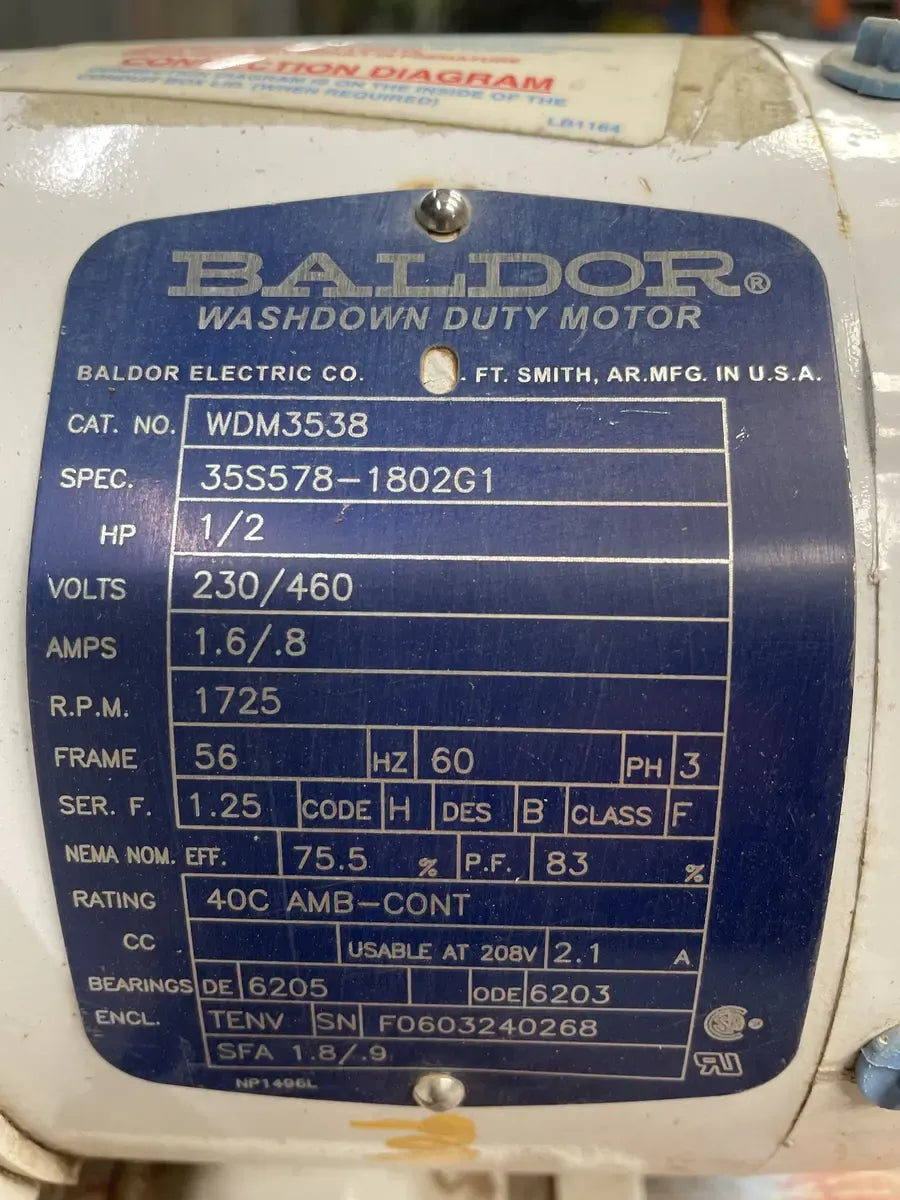 CONNECTION DIAGRAM
CONNECTION DIAGRAM IS ON THE INSIDE OF THE
CONDUIT BOX LID. (WHEN REQUIRED)
LB1164
BALDOR®
WASHDOWN DUTY MOTOR
BALDOR ELECTRIC CO. FT. SMITH, AR. MFG. IN U.S.A.
CAT. NO. WDM3538
SPEC. 35S578-1802G1
HP 1/2
VOLTS 230/460
AMPS 1.6/.8
R.P.M. 1725
FRAME 56 HZ 60 PH 3
SER. F. 1.25 CODE H DES B CLASS F
NEMA NOM. EFF. 75.5 % P.F. 83 %
RATING 40C AMB-CONT
CC USABLE AT 208V 2.1 A
BEARINGS DE 6205 ODE 6203
ENCL. TENV SN F0603240268
SFA 1.8/.9
NP1496L